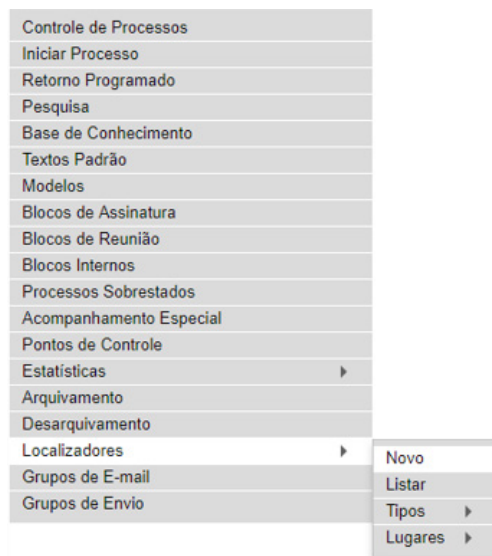 Controle de Processos
Iniciar Processo
Retorno Programado
Pesquisa
Base de Conhecimento
Textos Padrão
Modelos
Blocos de Assinatura
Blocos de Reunião
Blocos Internos
Processos Sobrestados
Acompanhamento Especial
Pontos de Controle
Estatísticas
Arquivamento
Desarquivamento
Localizadores
Grupos de E-mail
Grupos de Envio
Novo
Listar
Tipos
Lugares